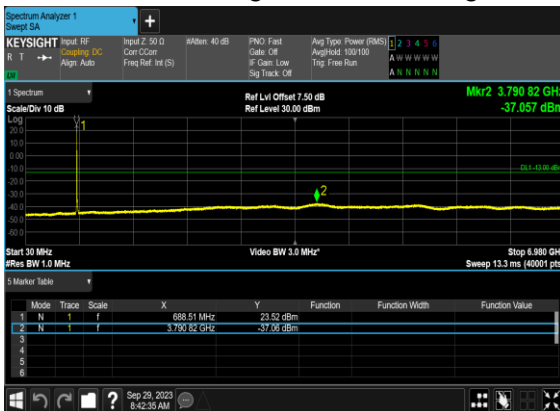 Spectrum Analyzer 1
Swept SA
KEYSIGHT
R T
LV
Input: RF
Coupling: DC
Align: Auto
Input Z: 50 Ω
Corr CCorr
Freq Ref: Int (S)
#Atten: 40 dB
PNO: Fast
Gate: Off
IF Gain: Low
Sig Track: Off
Avg Type: Power (RMS)
Avg|Hold: 100/100
Trig: Free Run
1 2 3 4 5 6
A W W W W W
A N N N N N
1 Spectrum
Scale/Div 10 dB
Ref Lvl Offset 7.50 dB
Ref Level 30.00 dBm
Mkr2 3.790 82 GHz
-37.057 dBm
Log
20.0
10.0
0.00
-10.0
-20.0
-30.0
-40.0
-50.0
-60.0
1
2
DL1 -13.00 dBm
Start 30 MHz
#Res BW 1.0 MHz
Video BW 3.0 MHz*
Stop 6.980 GHz
Sweep 13.3 ms (40001 pts
5 Marker Table
Mode Trace Scale X Y Function Function Width Function Value
1 N 1 f 688.51 MHz 23.52 dBm
2 N 1 f 3.790 82 GHz -37.06 dBm
3
4
5
6
?
Sep 29, 2023
8:42:35 AM